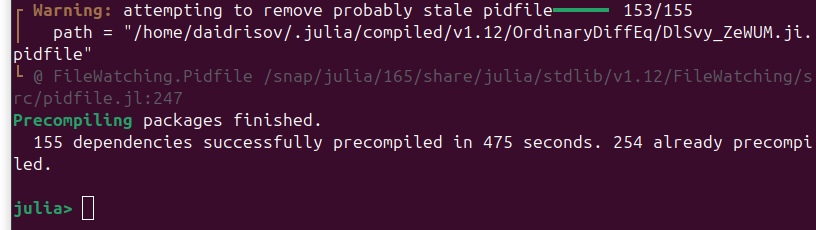 ┌ Warning: attempting to remove probably stale pidfile━━━━━ 153/155
│   path = "/home/daidrisov/.julia/compiled/v1.12/OrdinaryDiffEq/DlSvy_ZeWUM.ji.
pidfile"
└ @ FileWatching.Pidfile /snap/julia/165/share/julia/stdlib/v1.12/FileWatching/s
rc/pidfile.jl:247
Precompiling packages finished.
  155 dependencies successfully precompiled in 475 seconds. 254 already precompi
led.
julia>